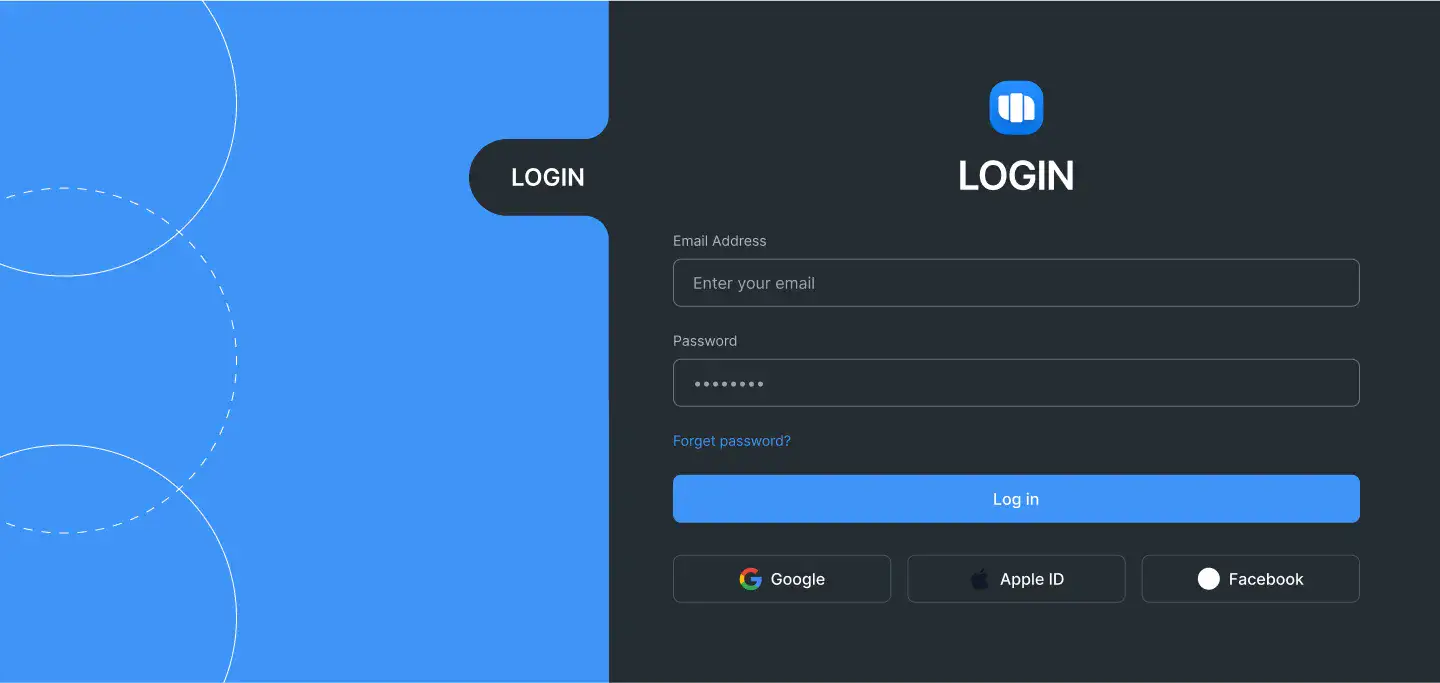 LOGIN
LOGIN
Email Address
Enter your email
Password
••••••••
Forget password?
Log in
Google
Apple ID
Facebook